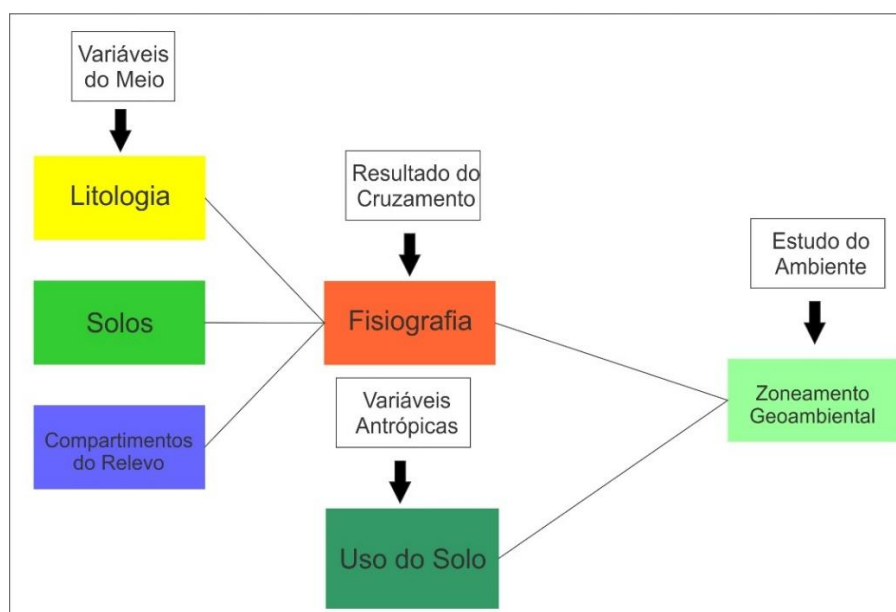 Variáveis
do Meio
Litologia
Solos
Compartimentos
do Relevo
Resultado do
Cruzamento
Fisiografia
Variáveis
Antrópicas
Uso do Solo
Estudo do
Ambiente
Zoneamento
Geoambiental